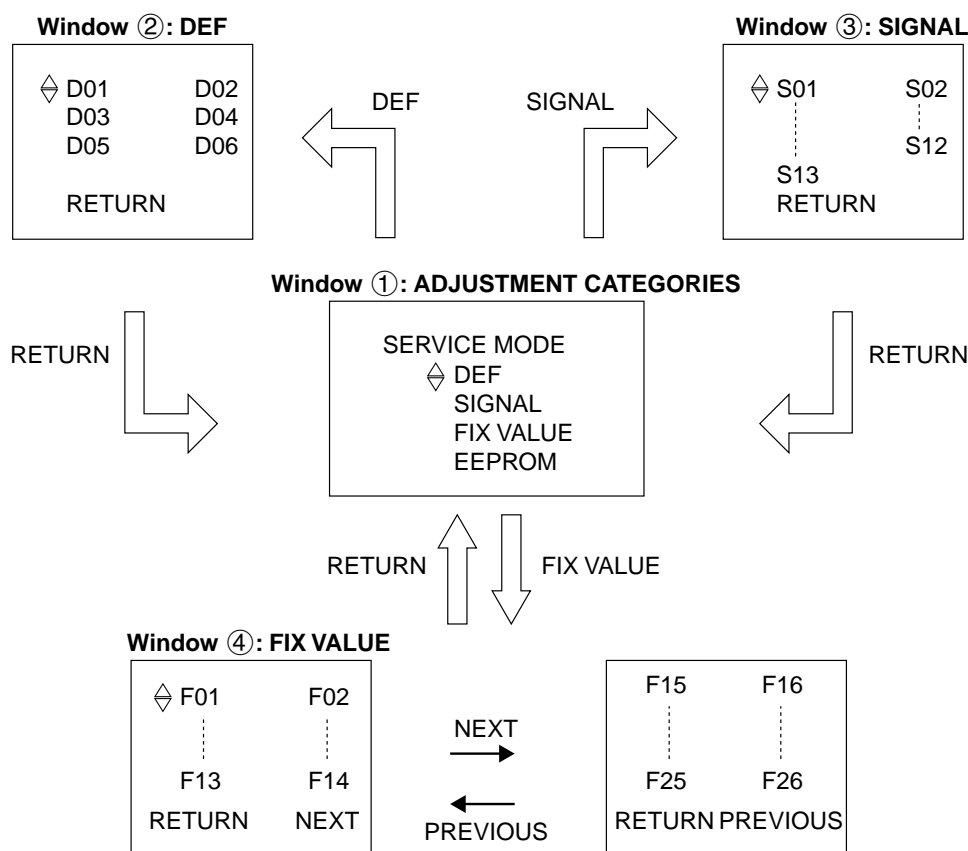 Window ②: DEF
D01 D02
D03 D04
D05 D06
RETURN
DEF
SIGNAL
Window ③: SIGNAL
S01 S02
S12
S13
RETURN
Window ①: ADJUSTMENT CATEGORIES
SERVICE MODE
DEF
SIGNAL
FIX VALUE
EEPROM
RETURN
RETURN
RETURN
FIX VALUE
Window ④: FIX VALUE
F01 F02
F13 F14
RETURN NEXT
NEXT
PREVIOUS
F15 F16
F25 F26
RETURN PREVIOUS